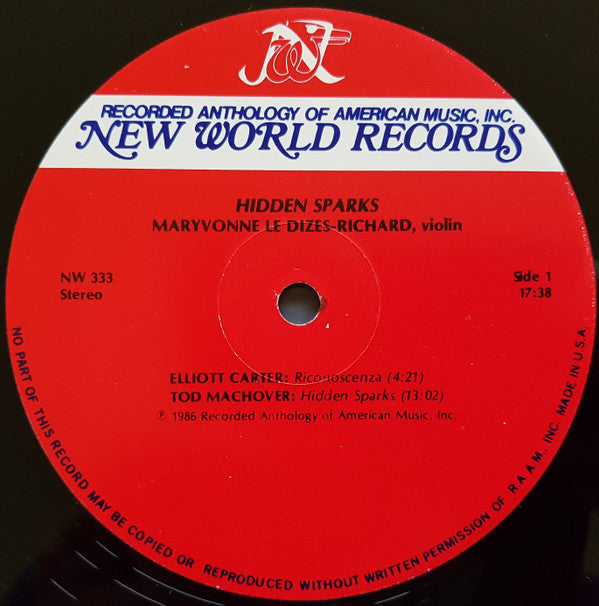 NWR
RECORDED ANTHOLOGY OF AMERICAN MUSIC, INC.
NEW WORLD RECORDS
HIDDEN SPARKS
MARYVONNE LE DIZES-RICHARD, violin
NW 333
Stereo
Side 1
17:38
ELLIOTT CARTER: Riconoscenza (4:21)
TOD MACHOVER: Hidden Sparks (13:02)
℗ 1986 Recorded Anthology of American Music, Inc.
NO PART OF THIS RECORD MAY BE COPIED OR REPRODUCED WITHOUT WRITTEN PERMISSION OF R.A.A.M., INC. MADE IN U.S.A.